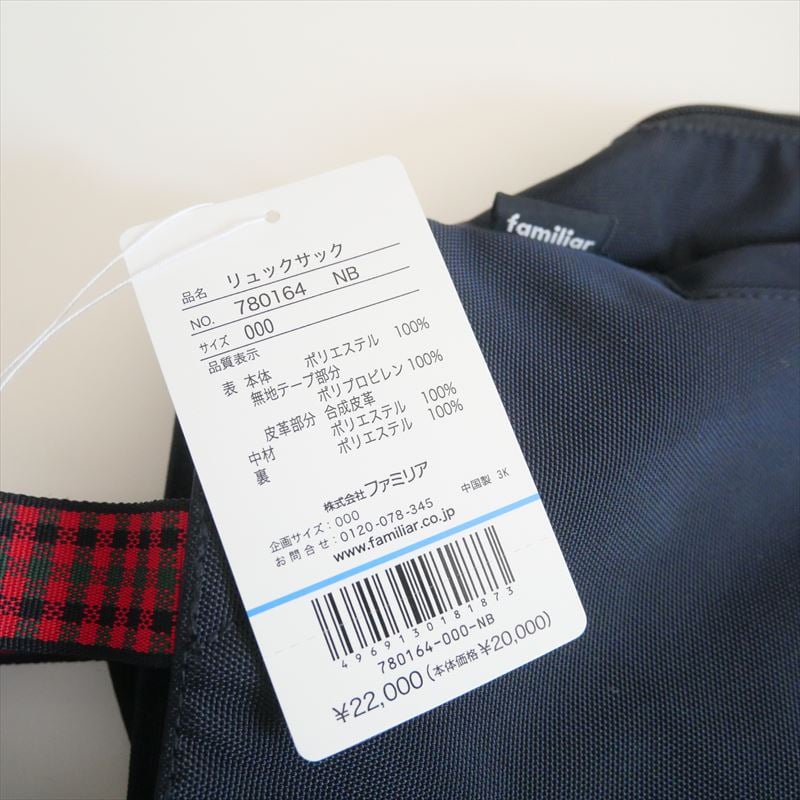 familiar
品名 リュックサック
NO. 780164 NB
サイズ 000
品質表示
表 本体 ポリエステル 100%
無地テープ部分
ポリプロピレン 100%
皮革部分 合成皮革
中材 ポリエステル 100%
裏 ポリエステル 100%
株式会社ファミリア
企画サイズ：000 中国製 3K
お問合せ：0120-078-345
www.familiar.co.jp
4969130181873
780164-000-NB
¥22,000(本体価格¥20,000)